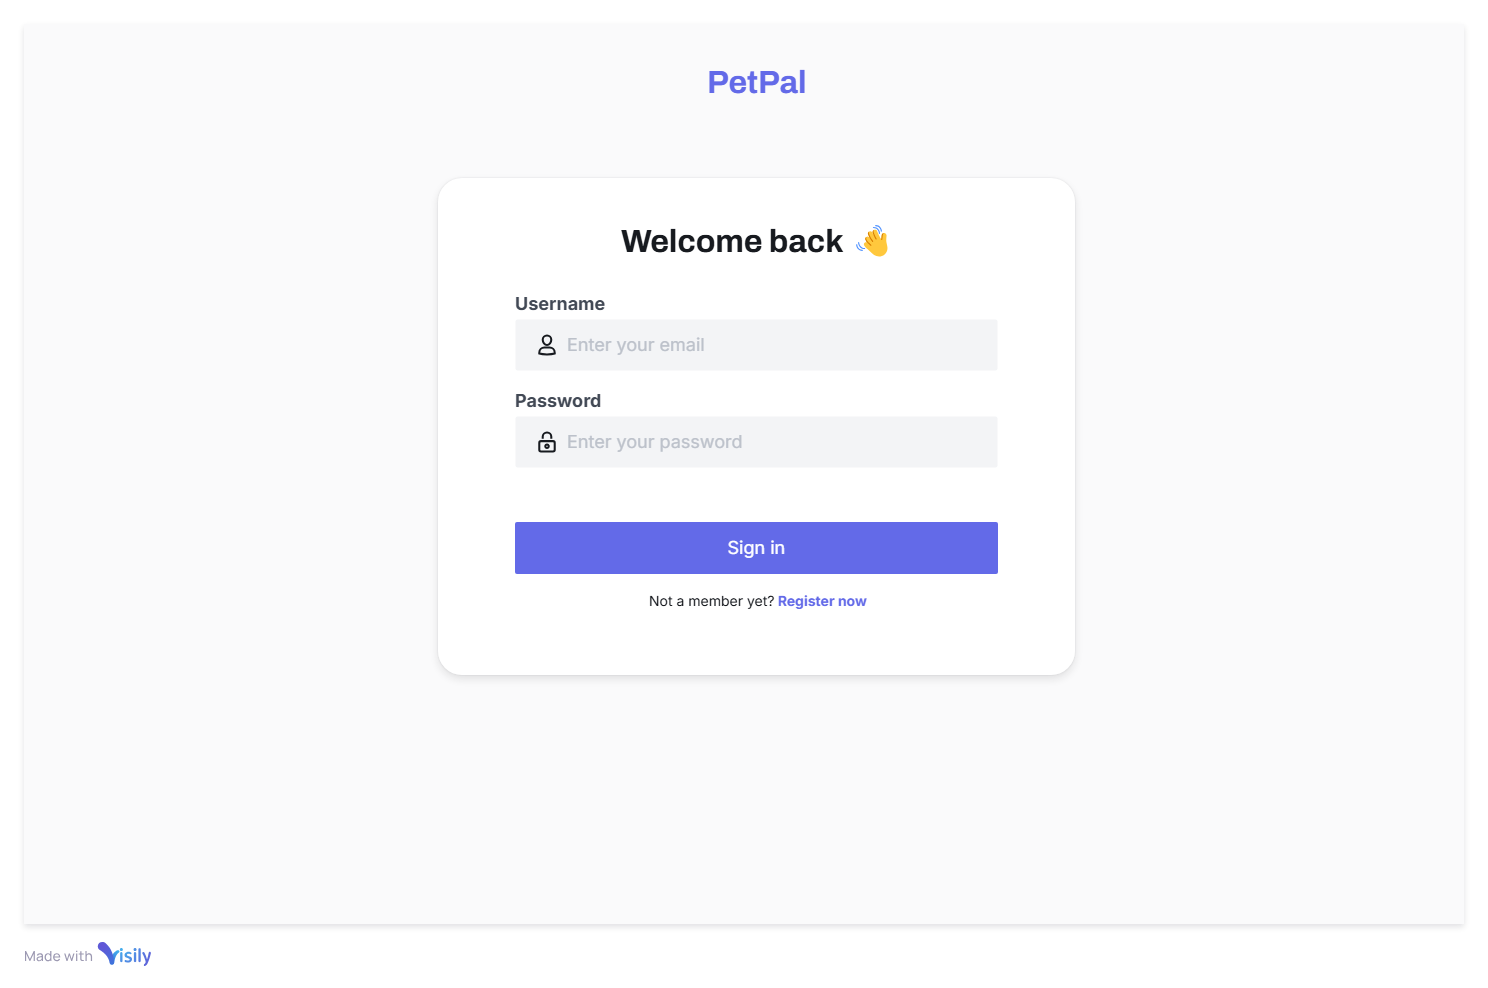 PetPal
Welcome back 👋
Username
Enter your email
Password
Enter your password
Sign in
Not a member yet? Register now
Made with Visily